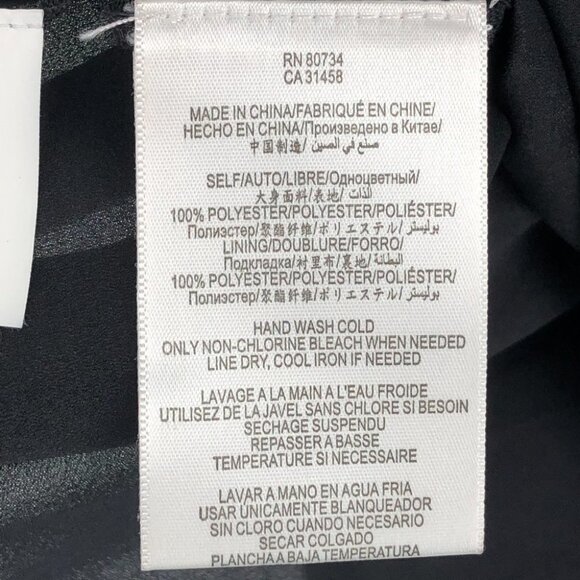 RN 80734
CA 31458
MADE IN CHINA/FABRIQUÉ EN CHINE/
HECHO EN CHINA/Произведено в Китае/
中国制造/ صنع في الصين/
SELF/AUTO/LIBRE/Одноцветный/
大身面料/表地/ الذات/
100% POLYESTER/POLYESTER/POLIÉSTER/
Полиэстер/聚酯纤维/ポリエステル/ بوليستر/
LINING/DOUBLURE/FORRO/
Подкладка/衬里布/裏地/ البطانة/
100% POLYESTER/POLYESTER/POLIÉSTER/
Полиэстер/聚酯纤维/ポリエステル/ بوليستر/
HAND WASH COLD
ONLY NON-CHLORINE BLEACH WHEN NEEDED
LINE DRY, COOL IRON IF NEEDED
LAVAGE A LA MAIN A L'EAU FROIDE
UTILISEZ DE LA JAVEL SANS CHLORE SI BESOIN
SECHAGE SUSPENDU
REPASSER A BASSE
TEMPERATURE SI NECESSAIRE
LAVAR A MANO EN AGUA FRIA
USAR UNICAMENTE BLANQUEADOR
SIN CLORO CUANDO NECESARIO
SECAR COLGADO
PLANCHA A BAJA TEMPERATURA